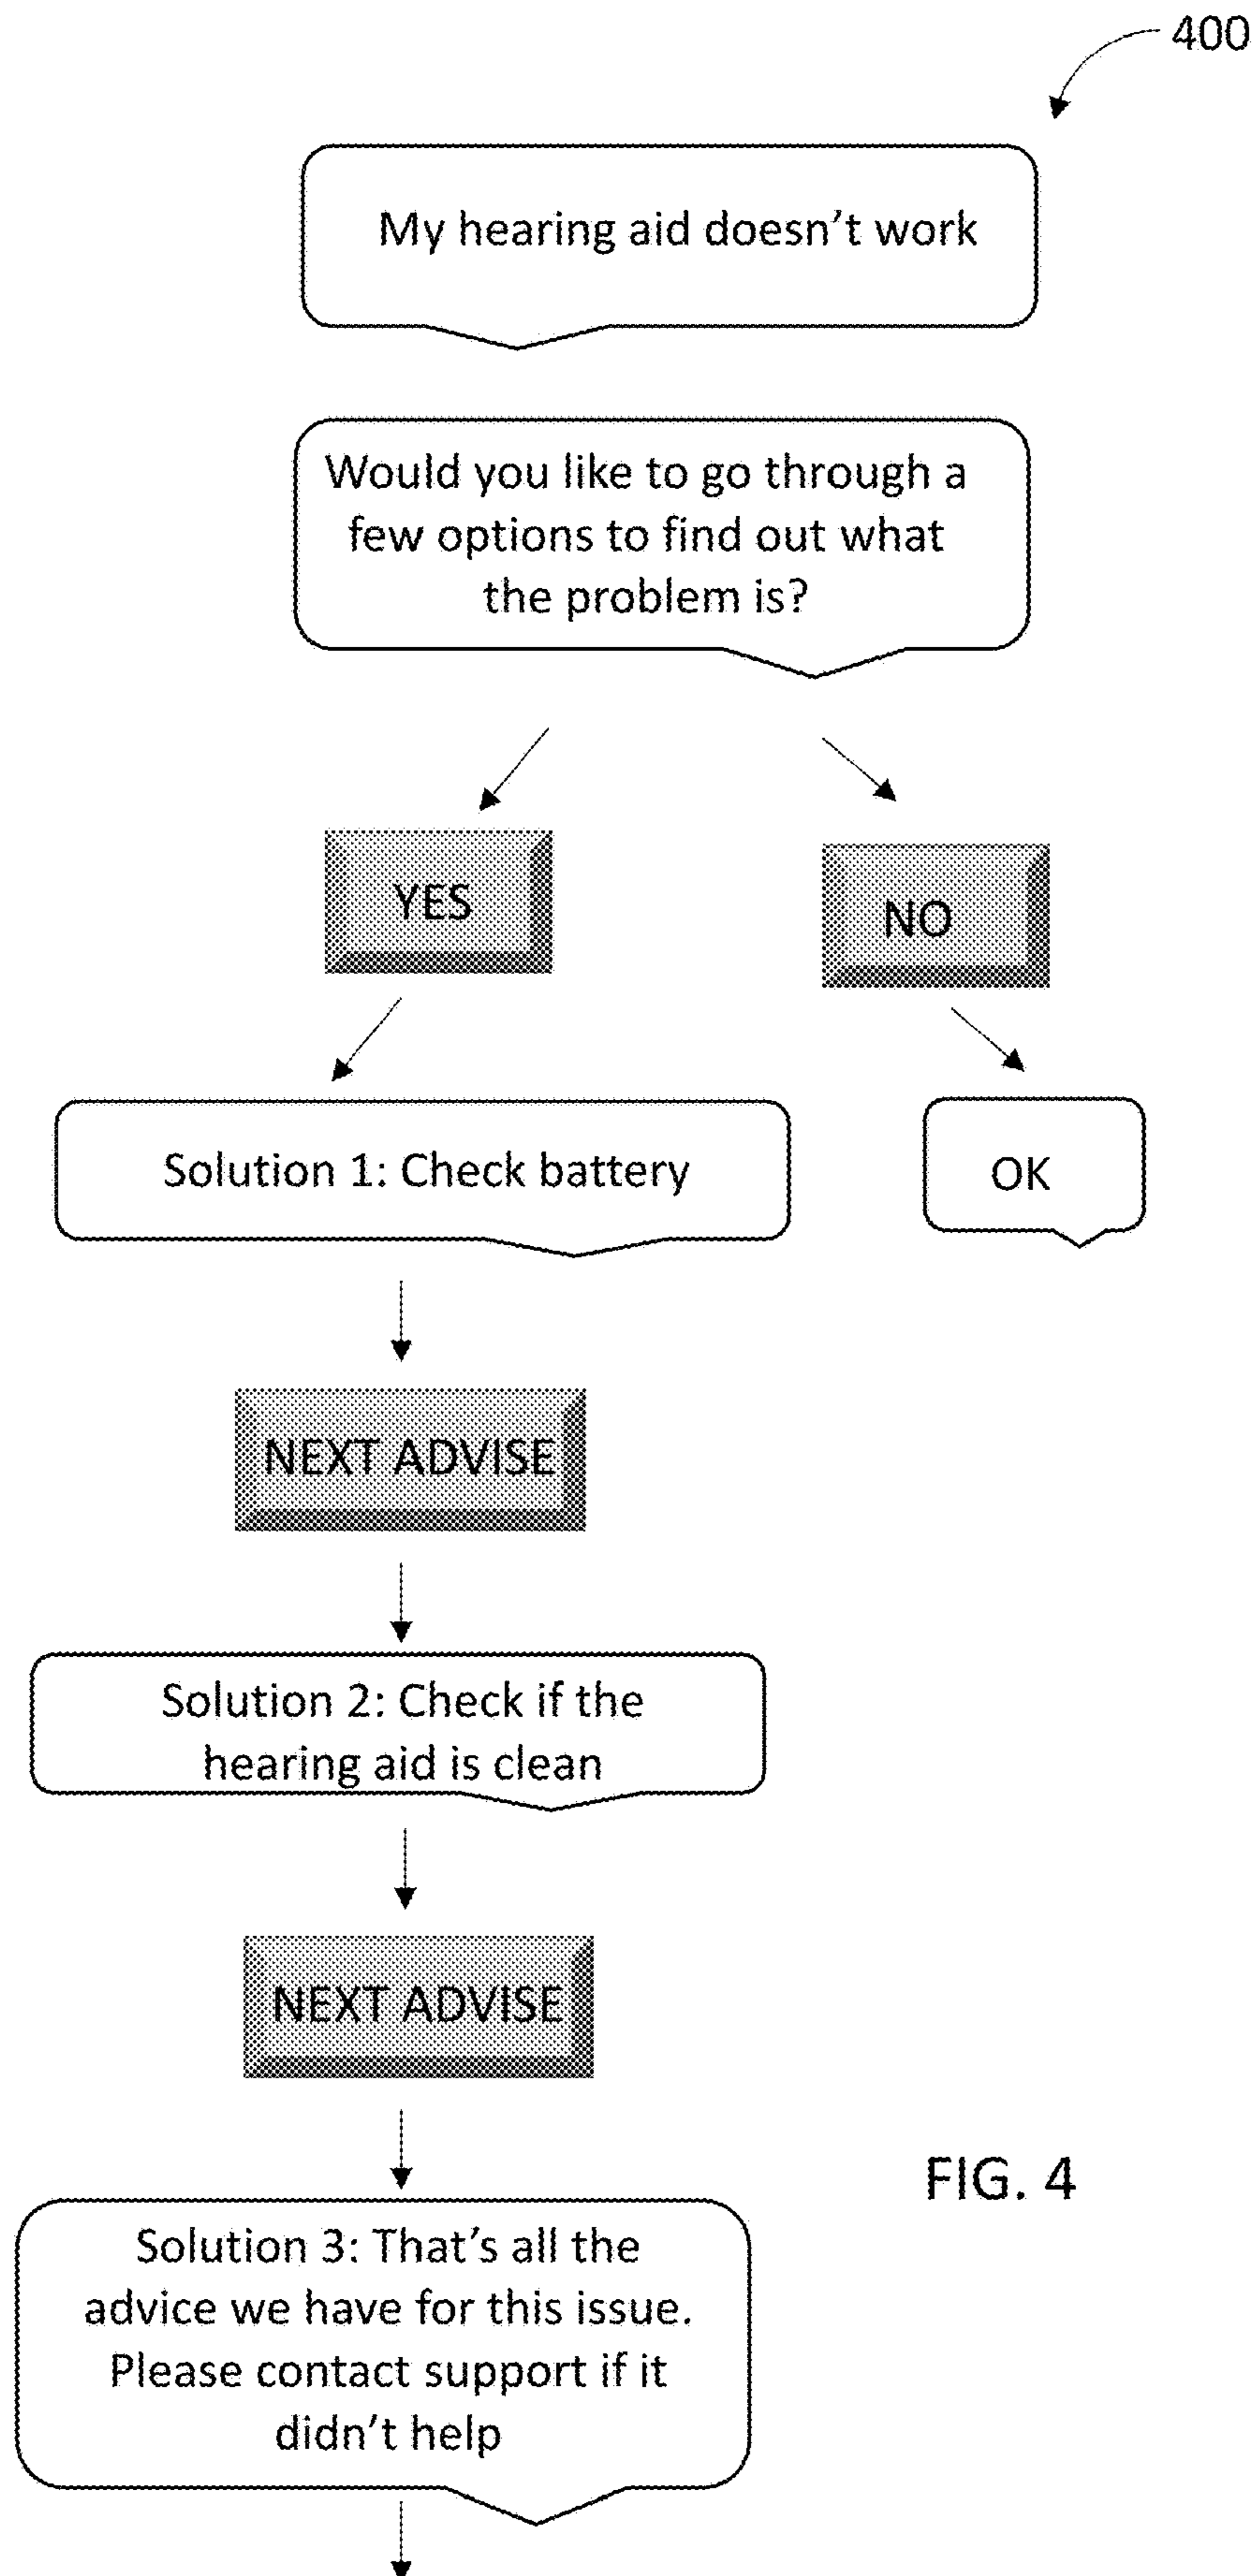 400
My hearing aid doesn't work
Would you like to go through a
few options to find out what
the problem is?
YES
NO
Solution 1: Check battery
OK
NEXT ADVISE
Solution 2: Check if the
hearing aid is clean
NEXT ADVISE
FIG. 4
Solution 3: That's all the
advice we have for this issue.
Please contact support if it
didn't help